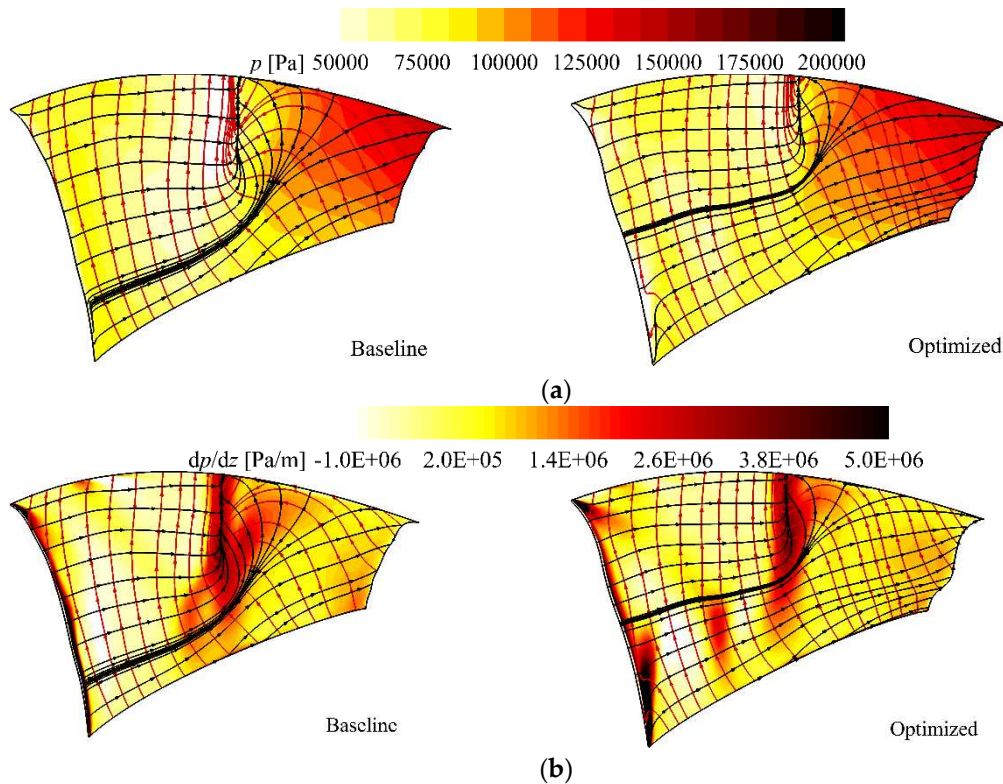 p [Pa] 50000 75000 100000 125000 150000 175000 200000
Baseline
Optimized
(a)
dp/dz [Pa/m] -1.0E+06 2.0E+05 1.4E+06 2.6E+06 3.8E+06 5.0E+06
Baseline
Optimized
(b)